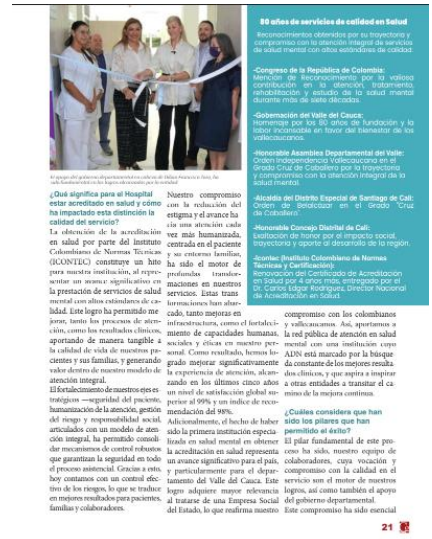 80 años de servicios de calidad en Salud
Reconocimientos obtenidos por su trayectoria y
compromiso con la atención integral de servicios
de salud mental con altos estándares de calidad:
-Congreso de la República de Colombia:
Mención de Reconocimiento por la valiosa
contribución en la atención, tratamiento,
rehabilitación y estudio de la salud mental
durante más de siete décadas.
-Gobernación del Valle del Cauca:
Homenaje por los 80 años de fundación y la
labor incansable en favor del bienestar de los
vallecaucanos.
-Honorable Asamblea Departamental del Valle:
Orden Independencia Vallecaucana en el
Grado Cruz de Caballero por la trayectoria
y compromiso con la atención integral de la
salud mental.
-Alcaldía del Distrito Especial de Santiago de Cali:
Orden de Belalcázar en el Grado "Cruz
de Caballero".
-Honorable Concejo Distrital de Cali:
Exaltación de honor por el impacto social,
trayectoria y aporte al desarrollo de la región.
-Icontec (Instituto Colombiano de Normas
Técnicas y Certificación):
Renovación del Certificado de Acreditación
en Salud por 4 años más, entregado por el
Dr. Carlos Edgar Rodríguez, Director Nacional
de Acreditación en Salud.
El apoyo del gobierno departamental en cabeza de Dilian Francisca Toro, ha
sido fundamental en los logros alcanzados por la entidad
¿Qué significa para el Hospital
estar acreditado en salud y cómo
ha impactado esta distinción la
calidad del servicio?
La obtención de la acreditación
en salud por parte del Instituto
Colombiano de Normas Técnicas
(ICONTEC) constituye un hito
para nuestra institución, al repre-
sentar un avance significativo en
la prestación de servicios de salud
mental con altos estándares de ca-
lidad. Este logro ha permitido me-
jorar, tanto los procesos de aten-
ción, como los resultados clínicos,
aportando de manera tangible a
la calidad de vida de nuestros pa-
cientes y sus familias, y generando
valor dentro de nuestro modelo de
atención integral.
El fortalecimiento de nuestros ejes es-
tratégicos —seguridad del paciente,
humanización de la atención, gestión
del riesgo y responsabilidad social,
articulados con un modelo de aten-
ción integral, ha permitido consoli-
dar mecanismos de control robustos
que garantizan la seguridad en todo
el proceso asistencial. Gracias a esto,
hoy contamos con un control efec-
tivo de los riesgos, lo que se traduce
en mejores resultados para pacientes,
familias y colaboradores.
Nuestro compromiso
con la reducción del
estigma y el avance ha
cia una atención cada
vez más humanizada,
centrada en el paciente
y su entorno familiar,
ha sido el motor de
profundas transfor-
maciones en nuestros
servicios. Estas trans
formaciones han abar-
cado, tanto mejoras en
infraestructura, como el fortaleci-
miento de capacidades humanas,
sociales y éticas en nuestro per-
sonal. Como resultado, hemos lo-
grado mejorar significativamente
la experiencia de atención, alcan-
zando en los últimos cinco años
un nivel de satisfacción global su-
perior al 99% y un índice de reco-
mendación del 98%.
Adicionalmente, el hecho de haber
sido la primera institución especia-
lizada en salud mental en obtener
la acreditación en salud representa
un avance significativo para el país,
y particularmente para el depar-
tamento del Valle del Cauca. Este
logro adquiere mayor relevancia
al tratarse de una Empresa Social
del Estado, lo que reafirma nuestro
compromiso con los colombianos
y vallecaucanos. Así, aportamos a
la red pública de atención en salud
mental con una institución cuyo
ADN está marcado por la búsque-
da constante de los mejores resulta-
dos clínicos, y que aspira a inspirar
a otras entidades a transitar el ca-
mino de la mejora continua.
¿Cuáles considera que han
sido los pilares que han
permitido el éxito?
El pilar fundamental de este pro-
ceso ha sido, nuestro equipo de
colaboradores, cuya vocación y
compromiso con la calidad en el
servicio son el motor de nuestros
logros, así como también el apoyo
del gobierno departamental.
Este compromiso ha sido esencial
21